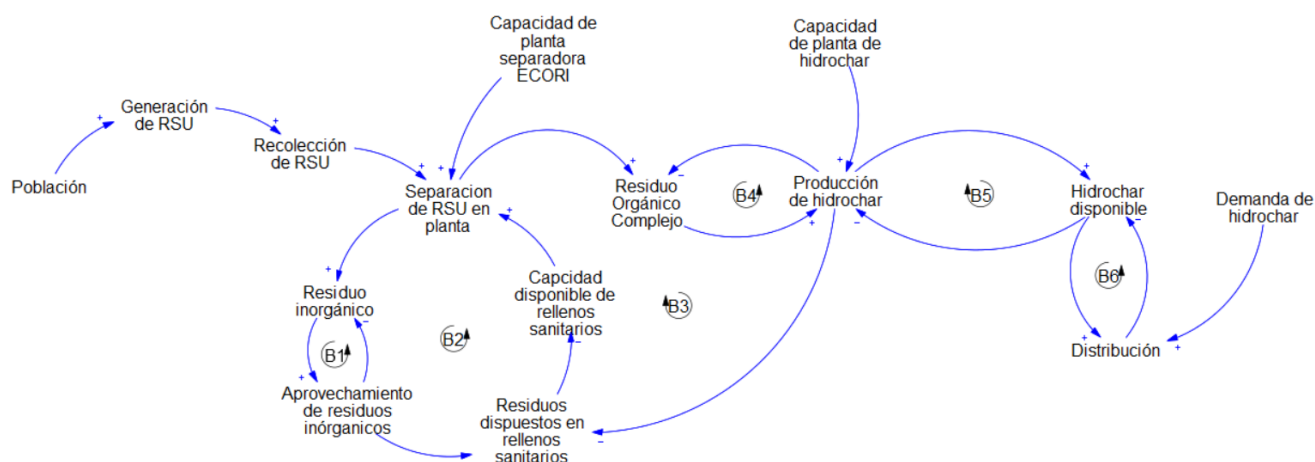 Capacidad de
planta
separadora
ECORI
Capacidad
de planta de
hidrochar
Generación
de RSU
Recolección
de RSU
Población
Separacion
de RSU en
planta
Residuo
Orgánico
Complejo
B4
Producción
de hidrochar
B5
Hidrochar
disponible
Demanda de
hidrochar
Residuo
inorgánico
Capcidad
disponible de
rellenos
sanitarios
B3
B6
B2
B1
Distribución
Aprovechamiento
de residuos
inórganicos
Residuos
dispuestos en
rellenos
sanitarios